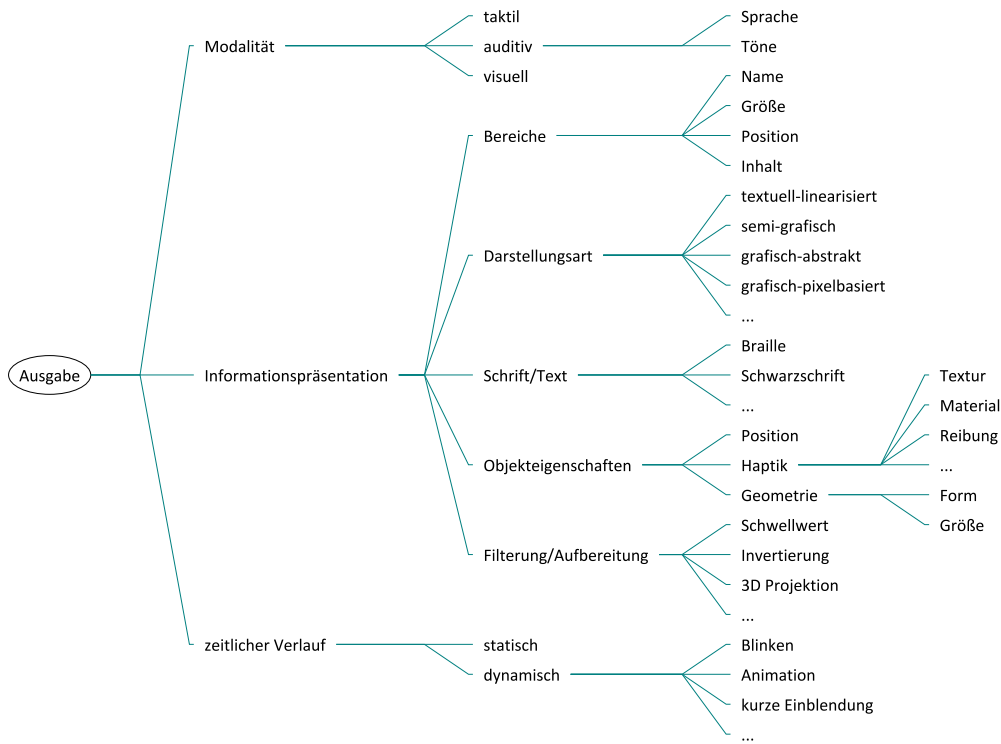 Ausgabe
Modalität
taktil
auditiv
Sprache
Töne
visuell
Informationspräsentation
Bereiche
Name
Größe
Position
Inhalt
Darstellungsart
textuell-linearisiert
semi-grafisch
grafisch-abstrakt
grafisch-pixelbasiert
...
Schrift/Text
Braille
Schwarzschrift
...
Objekteigenschaften
Position
Haptik
Textur
Material
Reibung
...
Geometrie
Form
Größe
Filterung/Aufbereitung
Schwellwert
Invertierung
3D Projektion
...
zeitlicher Verlauf
statisch
dynamisch
Blinken
Animation
kurze Einblendung
...